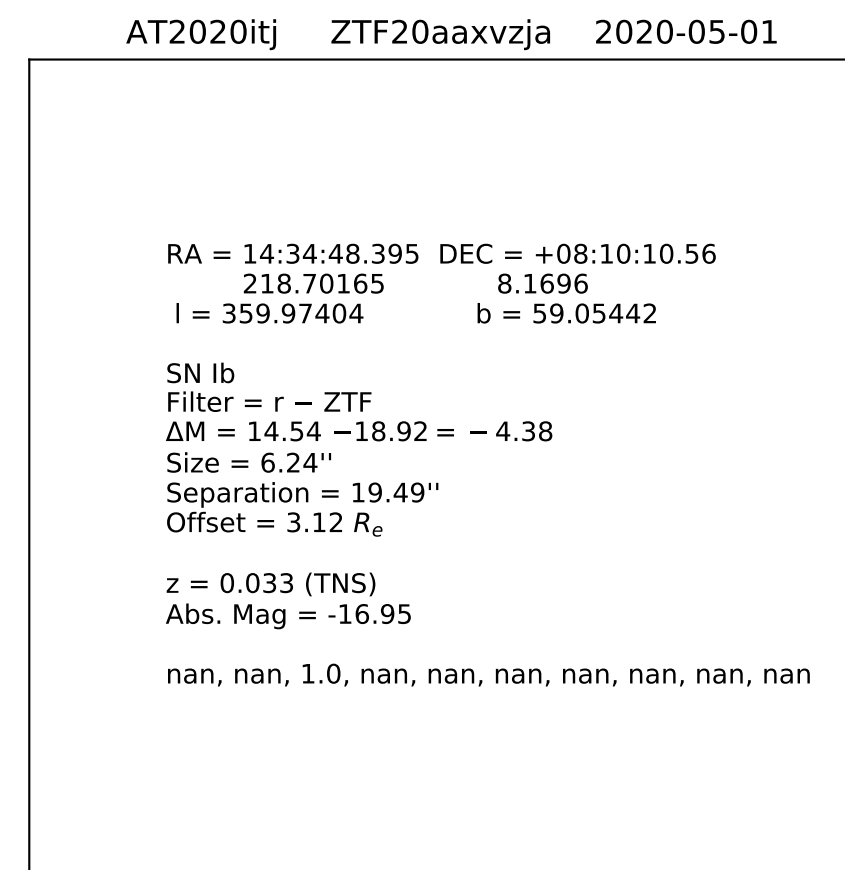 AT2020itj ZTF20aaxvzja 2020-05-01
RA = 14:34:48.395 DEC = +08:10:10.56
218.70165 8.1696
l = 359.97404 b = 59.05442
SN Ib
Filter = r − ZTF
ΔM = 14.54 −18.92 = − 4.38
Size = 6.24''
Separation = 19.49''
Offset = 3.12 Re
z = 0.033 (TNS)
Abs. Mag = -16.95
nan, nan, 1.0, nan, nan, nan, nan, nan, nan, nan